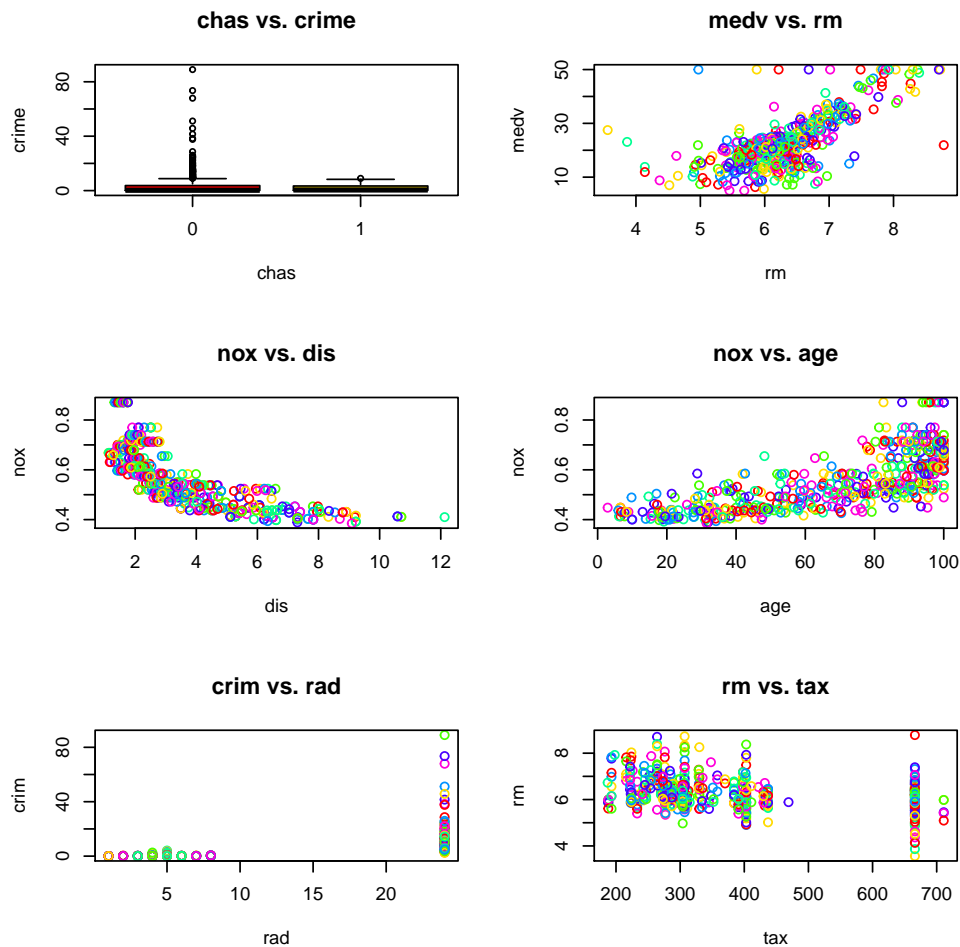 chas vs. crime
crime
0 40 80
0 1
chas
medv vs. rm
medv
10 30 50
4 5 6 7 8
rm
nox vs. dis
nox
0.4 0.6 0.8
2 4 6 8 10 12
dis
nox vs. age
nox
0.4 0.6 0.8
0 20 40 60 80 100
age
crim vs. rad
crim
0 40 80
5 10 15 20
rad
rm vs. tax
rm
4 6 8
200 300 400 500 600 700
tax